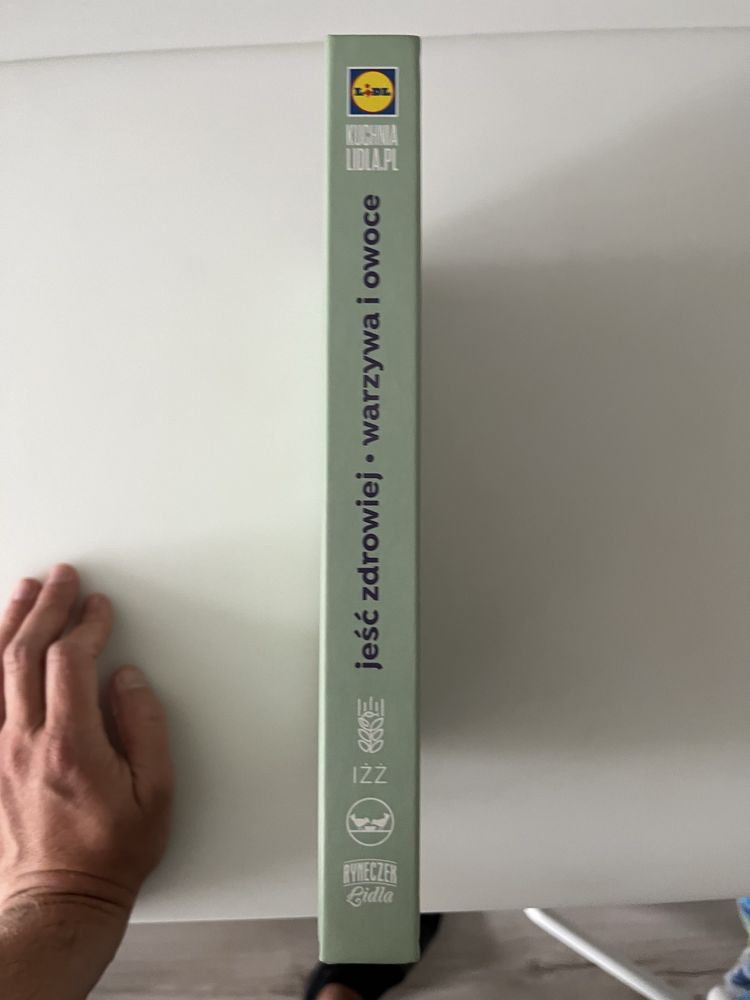 LIDL
KUCHNIA
LIDLA.PL
jeść zdrowiej • warzywa i owoce
IŻŻ
RYNECZEK
Lidla